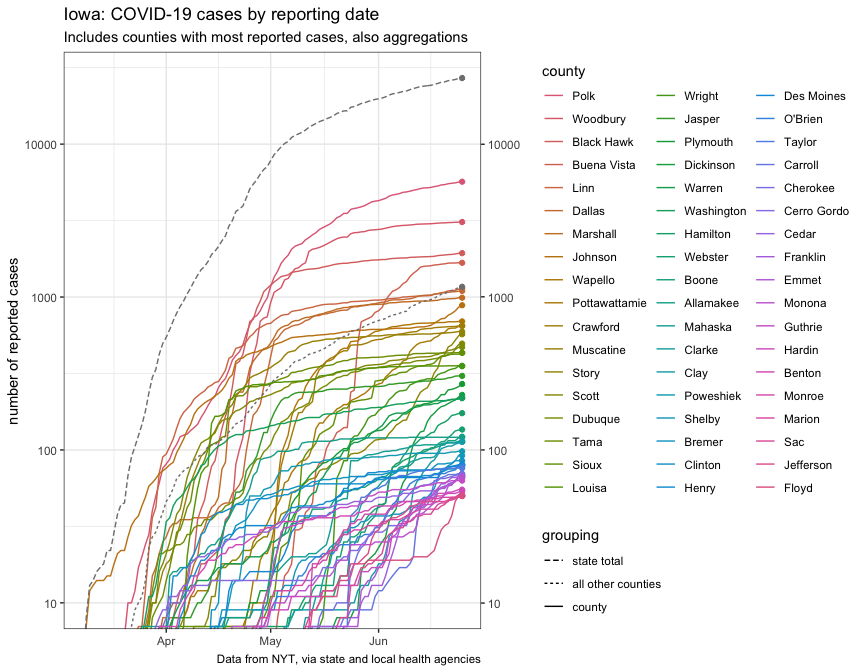 Iowa: COVID-19 cases by reporting date
Includes counties with most reported cases, also aggregations
number of reported cases
10000
1000
100
10
10000
1000
100
10
Apr May Jun
Data from NYT, via state and local health agencies
county
Polk Wright Des Moines
Woodbury Jasper O'Brien
Black Hawk Plymouth Taylor
Buena Vista Dickinson Carroll
Linn Warren Cherokee
Dallas Washington Cerro Gordo
Marshall Hamilton Cedar
Johnson Webster Franklin
Wapello Boone Emmet
Pottawattamie Allamakee Monona
Crawford Mahaska Guthrie
Muscatine Clarke Hardin
Story Clay Benton
Scott Poweshiek Monroe
Dubuque Shelby Marion
Tama Bremer Sac
Sioux Clinton Jefferson
Louisa Henry Floyd
grouping
state total
all other counties
county